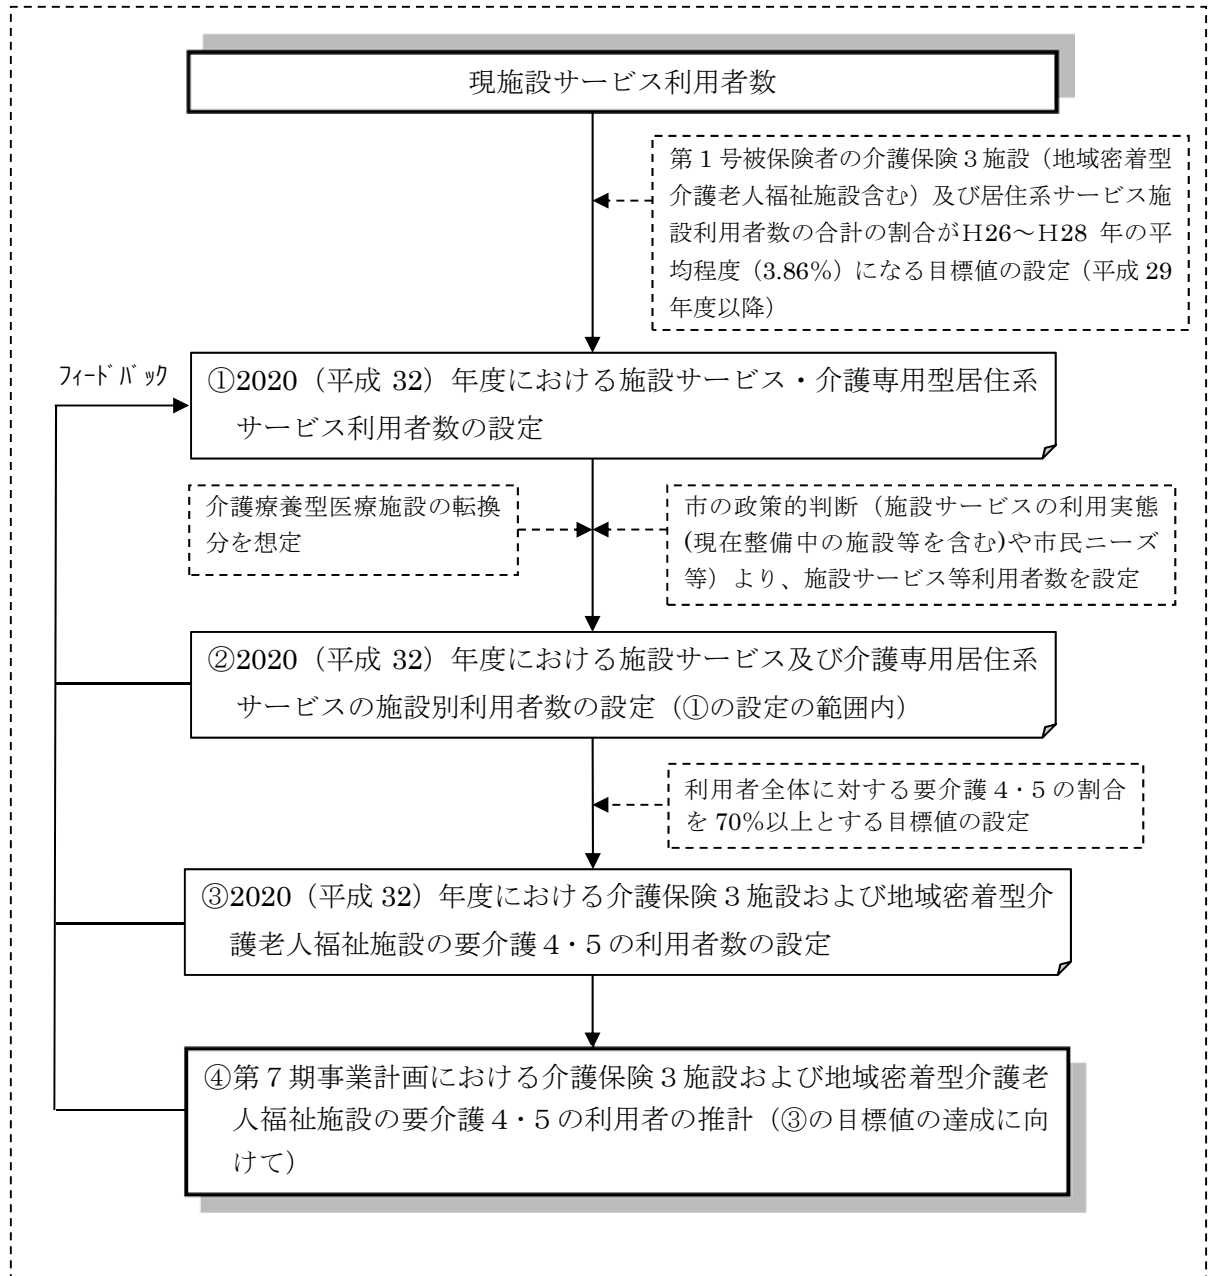 現施設サービス利用者数
第1号被保険者の介護保険3施設（地域密着型
介護老人福祉施設含む）及び居住系サービス施
設利用者数の合計の割合がH26～H28 年の平
均程度（3.86％）になる目標値の設定（平成 29
年度以降）
ﾌｨｰﾄﾞﾊﾞｯｸ
①2020（平成 32）年度における施設サービス・介護専用型居住系
サービス利用者数の設定
介護療養型医療施設の転換
分を想定
市の政策的判断（施設サービスの利用実態
(現在整備中の施設等を含む)や市民ニーズ
等）より、施設サービス等利用者数を設定
②2020（平成 32）年度における施設サービス及び介護専用居住系
サービスの施設別利用者数の設定（①の設定の範囲内）
利用者全体に対する要介護4・5の割合
を 70％以上とする目標値の設定
③2020（平成 32）年度における介護保険3施設および地域密着型介
護老人福祉施設の要介護4・5の利用者数の設定
④第7期事業計画における介護保険3施設および地域密着型介護老
人福祉施設の要介護4・5の利用者の推計（③の目標値の達成に向
けて）